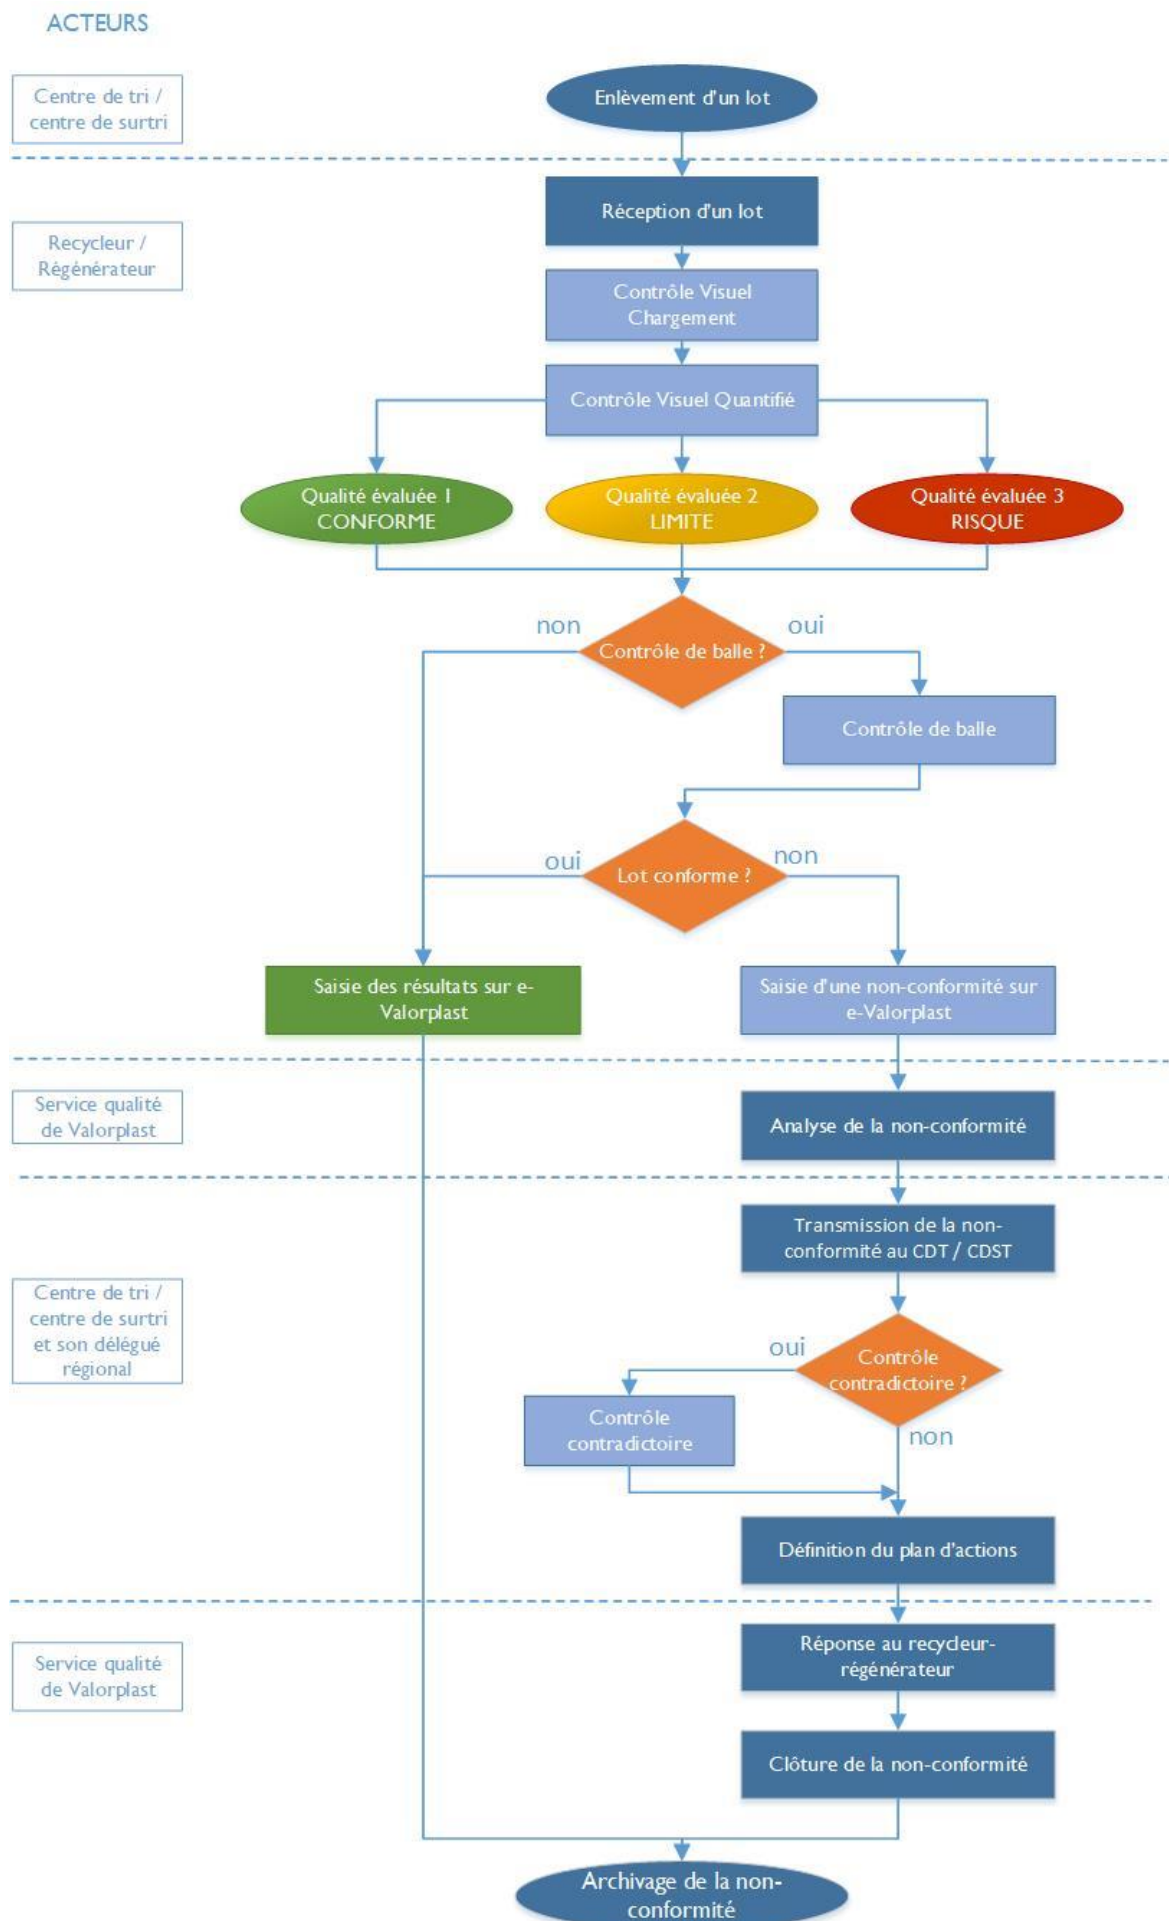 ACTEURS
Centre de tri /
centre de surtri
Enlèvement d'un lot
Réception d'un lot
Recycleur /
Régénérateur
Contrôle Visuel
Chargement
Contrôle Visuel Quantifié
Qualité évaluée 1
CONFORME
Qualité évaluée 2
LIMITE
Qualité évaluée 3
RISQUE
non
oui
Contrôle de balle ?
Contrôle de balle
oui
non
Lot conforme ?
Saisie des résultats sur e-
Valorplast
Saisie d'une non-conformité sur
e-Valorplast
Service qualité
de Valorplast
Analyse de la non-conformité
Transmission de la non-
conformité au CDT / CDST
Centre de tri /
centre de surtri
et son délégué
régional
oui
Contrôle
contradictoire ?
Contrôle
contradictoire
non
Définition du plan d'actions
Service qualité
de Valorplast
Réponse au recycleur-
régénérateur
Clôture de la non-conformité
Archivage de la non-
conformité